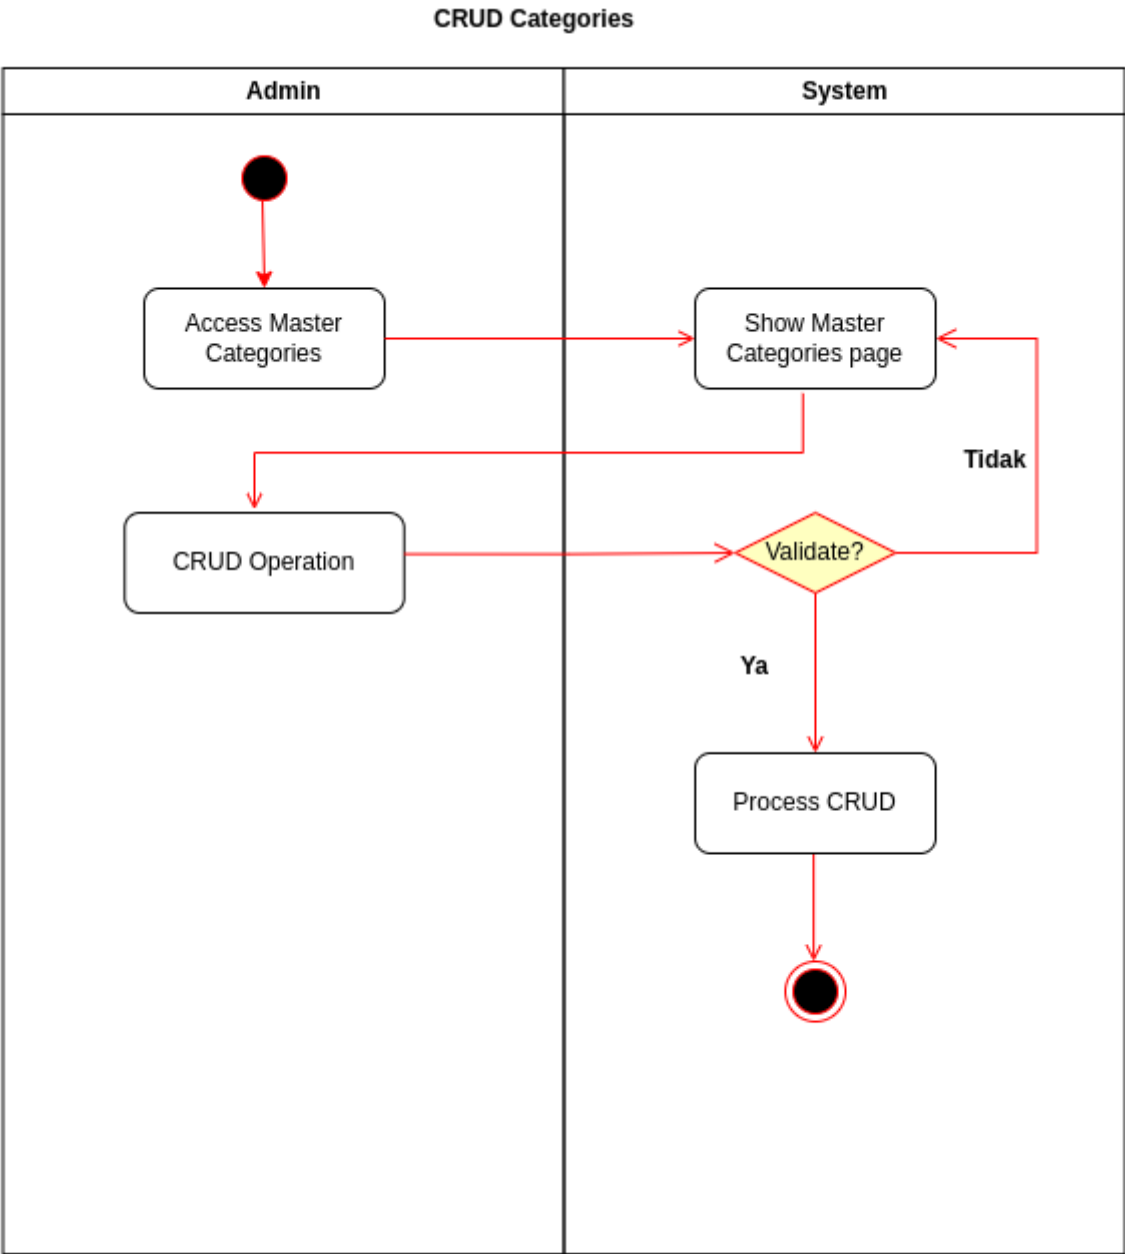 CRUD Categories
Admin
System
Access Master
Categories
Show Master
Categories page
Tidak
CRUD Operation
Validate?
Ya
Process CRUD